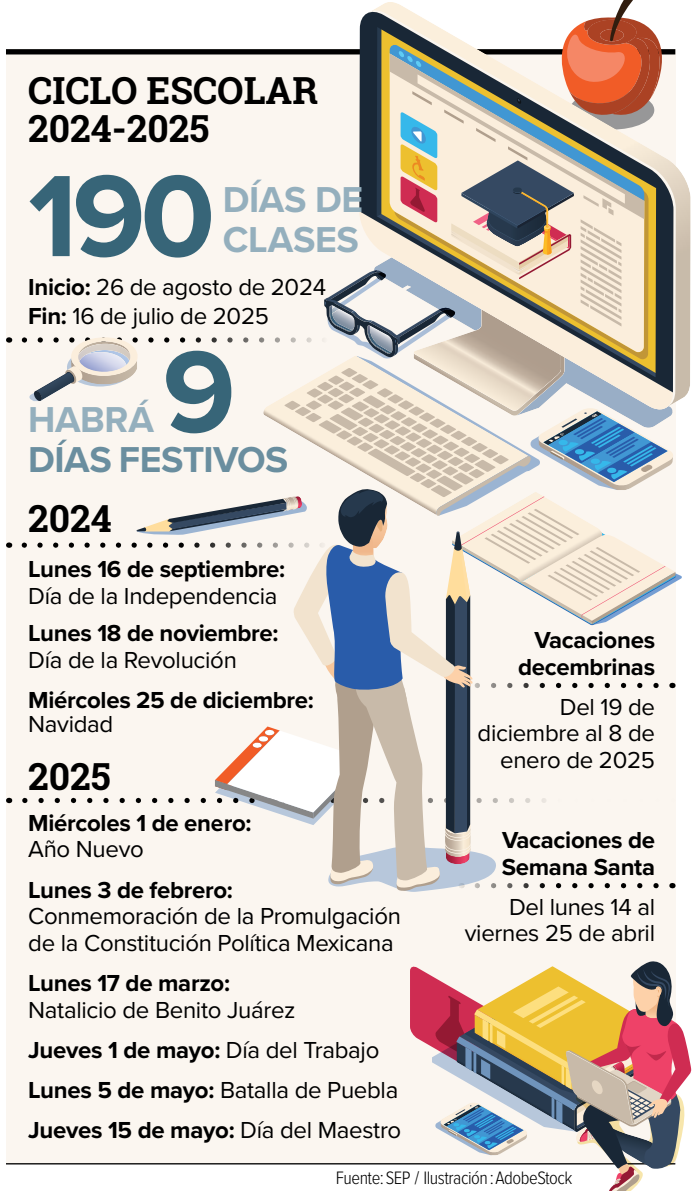 CICLO ESCOLAR
2024-2025
190 DÍAS DE
CLASES
Inicio: 26 de agosto de 2024
Fin: 16 de julio de 2025
HABRÁ 9
DÍAS FESTIVOS
2024
Lunes 16 de septiembre:
Día de la Independencia
Lunes 18 de noviembre:
Día de la Revolución
Miércoles 25 de diciembre:
Navidad
2025
Miércoles 1 de enero:
Año Nuevo
Lunes 3 de febrero:
Conmemoración de la Promulgación
de la Constitución Política Mexicana
Lunes 17 de marzo:
Natalicio de Benito Juárez
Jueves 1 de mayo: Día del Trabajo
Lunes 5 de mayo: Batalla de Puebla
Jueves 15 de mayo: Día del Maestro
Vacaciones
decembrinas
Del 19 de
diciembre al 8 de
enero de 2025
Vacaciones de
Semana Santa
Del lunes 14 al
viernes 25 de abril
Fuente: SEP / Ilustración: AdobeStock